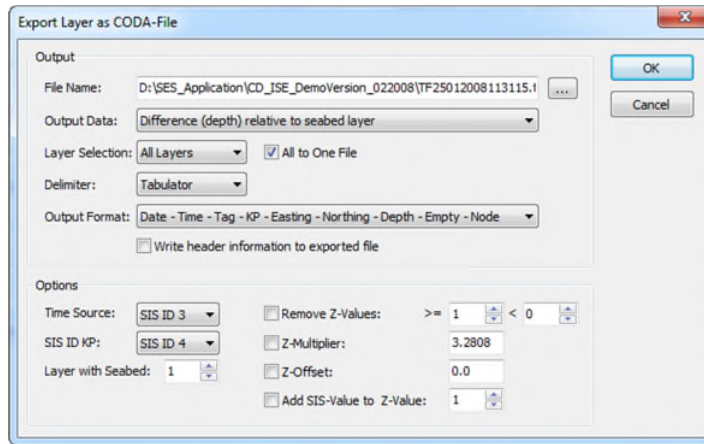 Export Layer as CODA-File
Output
File Name: D:\SES_Application\CD_ISE_DemoVersion_022008\TF25012008113115.t ...
OK
Output Data: Difference (depth) relative to seabed layer
Cancel
Layer Selection: All Layers All to One File
Delimiter: Tabulator
Output Format: Date - Time - Tag - KP - Easting - Northing - Depth - Empty - Node
Write header information to exported file
Options
Time Source: SIS ID 3 Remove Z-Values: >= 1 < 0
SIS ID KP: SIS ID 4 Z-Multiplier: 3.2808
Layer with Seabed: 1 Z-Offset: 0.0
Add SIS-Value to Z-Value: 1